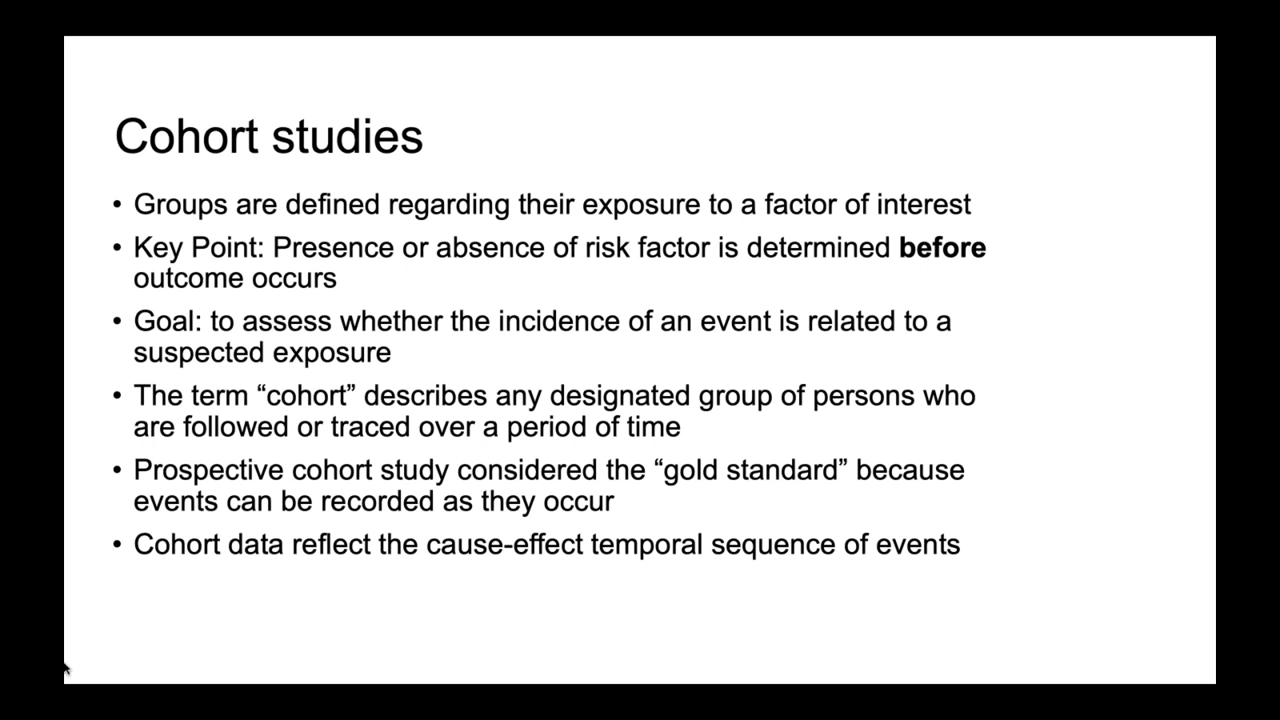 Cohort studies
• Groups are defined regarding their exposure to a factor of interest
• Key Point: Presence or absence of risk factor is determined before
outcome occurs
• Goal: to assess whether the incidence of an event is related to a
suspected exposure
• The term “cohort” describes any designated group of persons who
are followed or traced over a period of time
• Prospective cohort study considered the “gold standard” because
events can be recorded as they occur
• Cohort data reflect the cause-effect temporal sequence of events